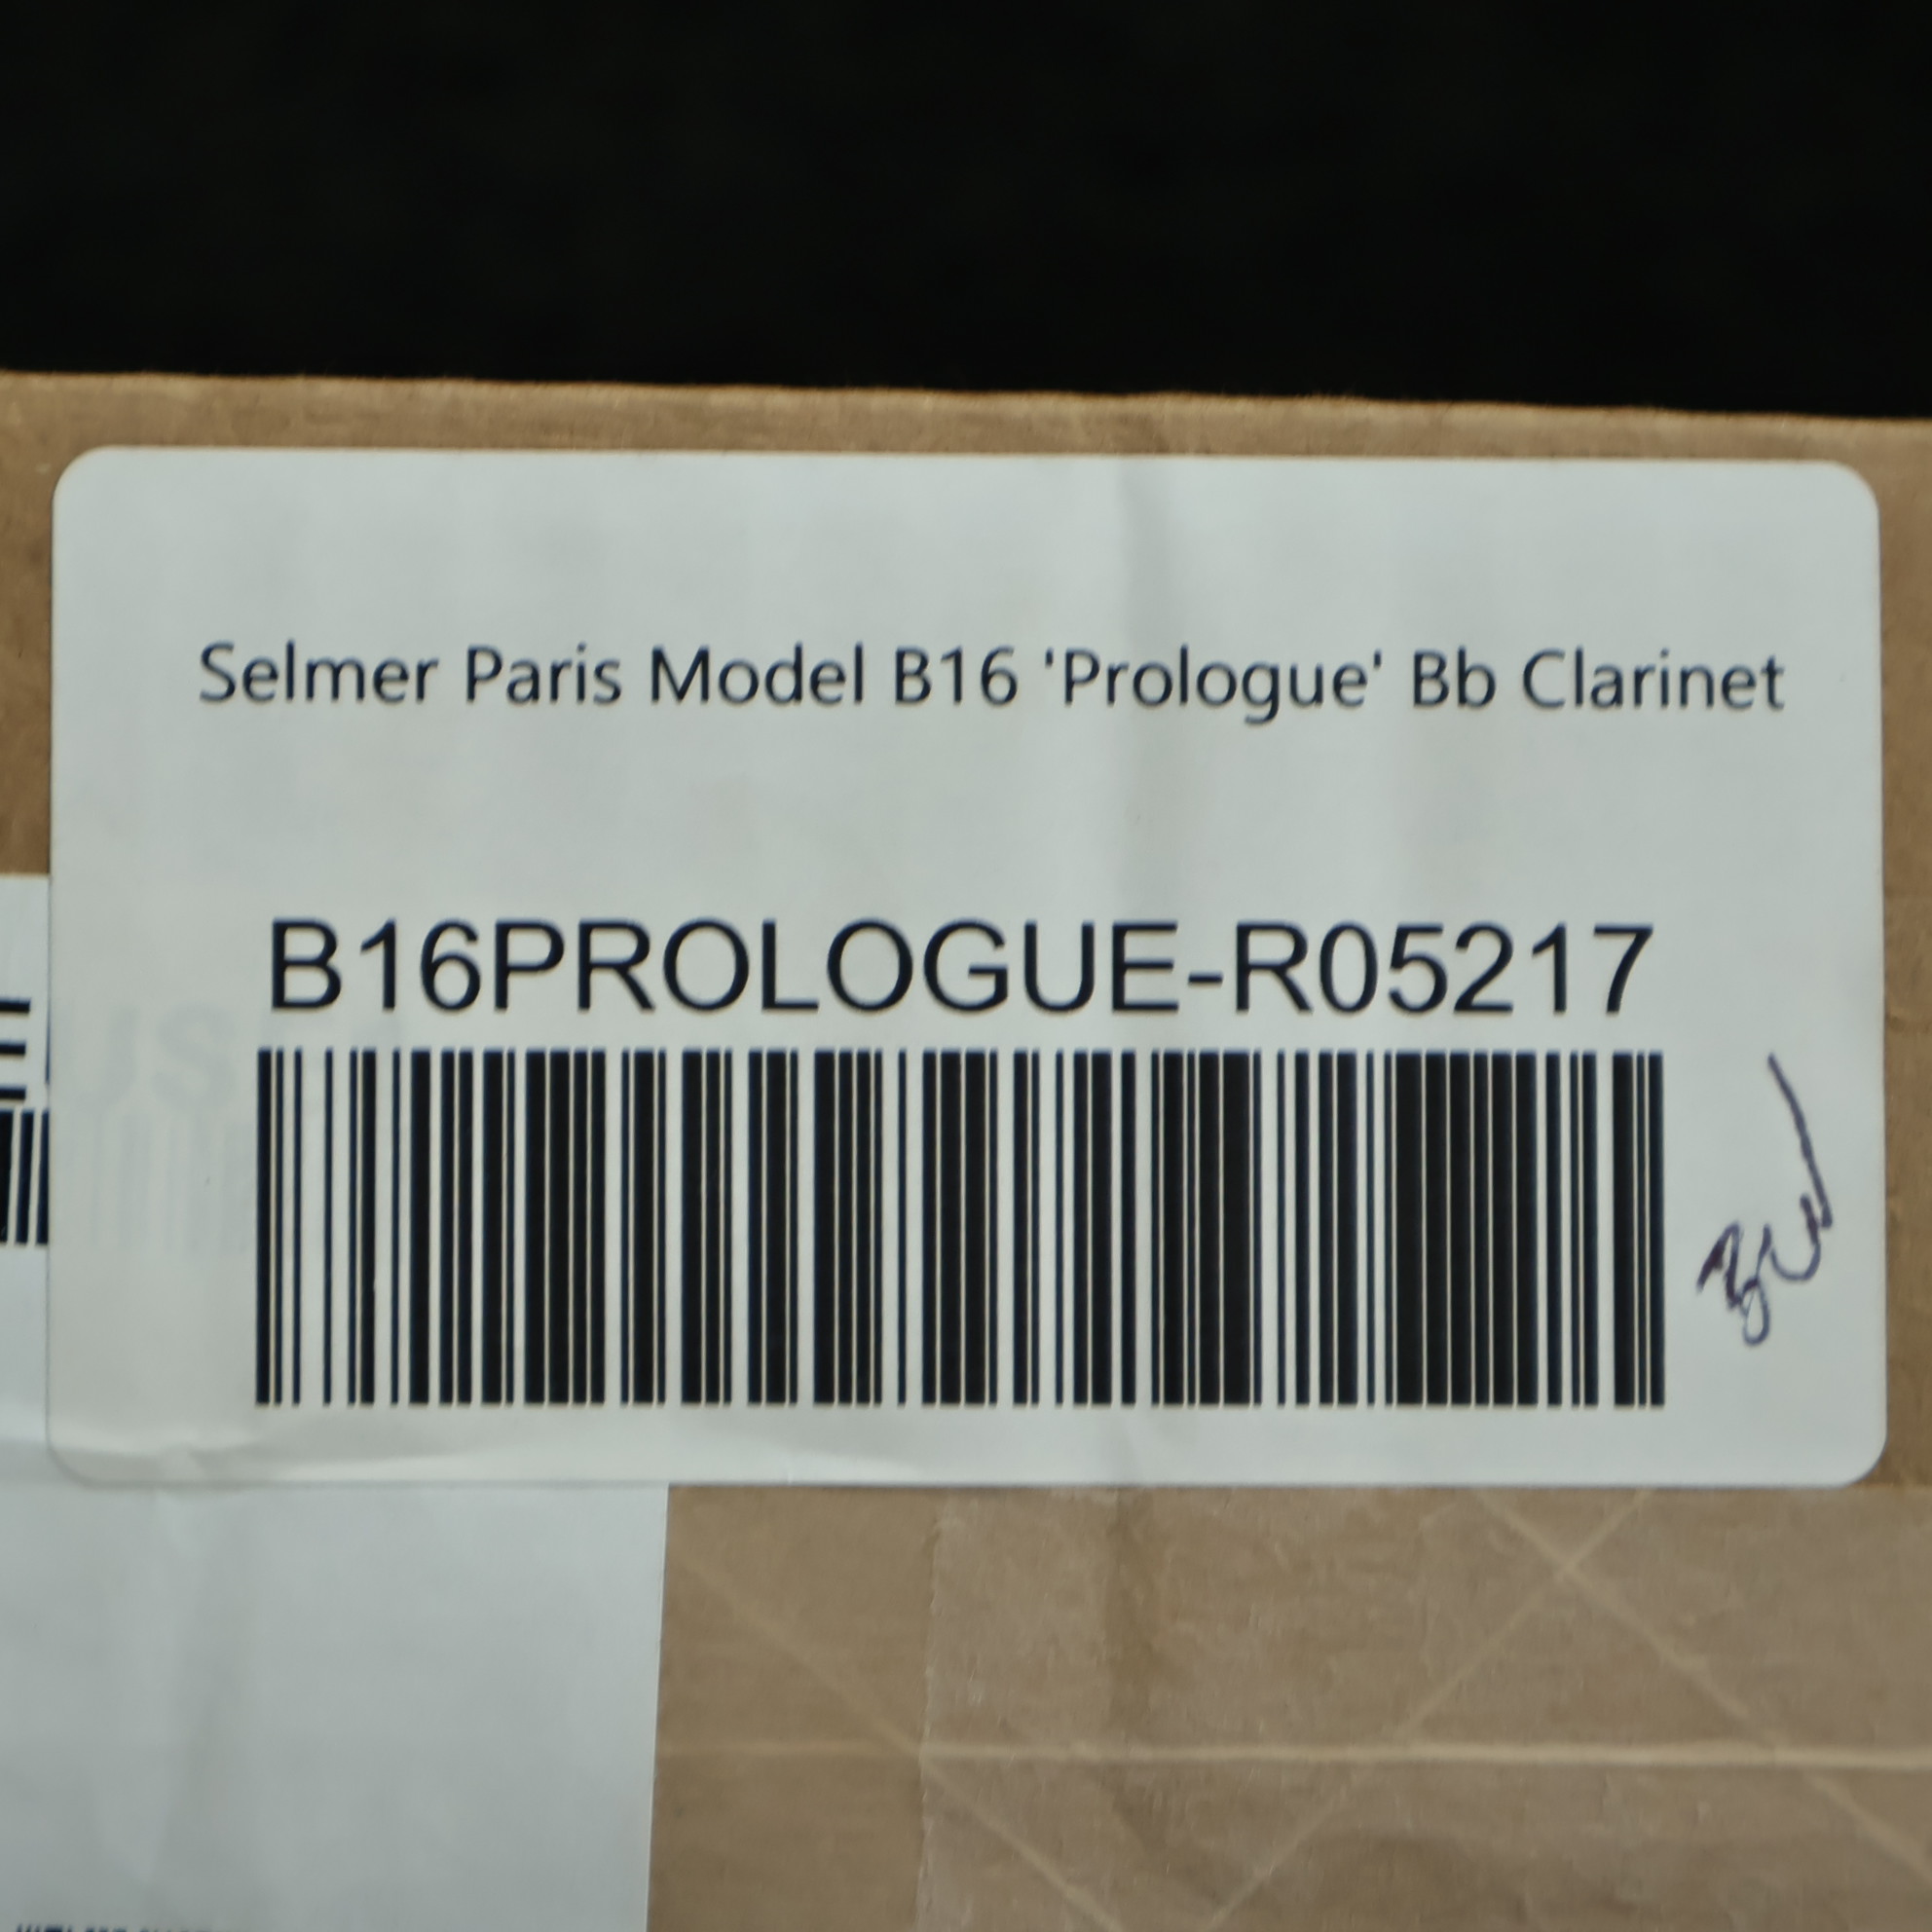 Selmer Paris Model B16 'Prologue' Bb Clarinet
B16PROLOGUE-R05217